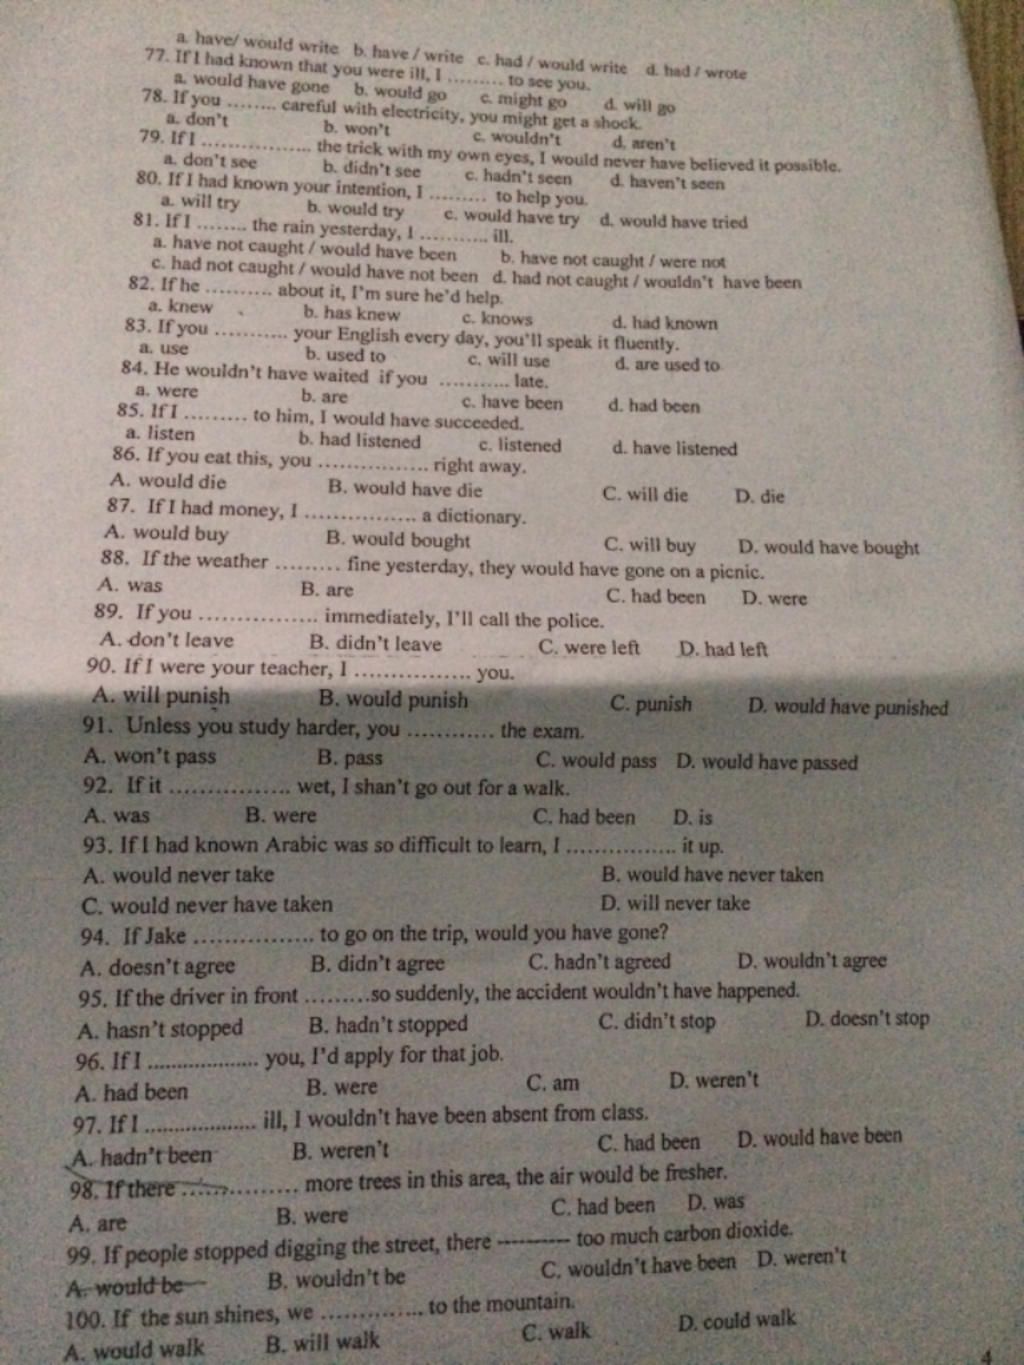 a. have/ would write b. have / write c. had / would write d. had / wrote
77. If I had known that you were ill, I ......... to see you.
a. would have gone b. would go c. might go d. will go
78. If you ........ careful with electricity, you might get a shock.
a. don't b. won't c. wouldn't d. aren't
79. If I ................ the trick with my own eyes, I would never have believed it possible.
a. don't see b. didn't see c. hadn't seen d. haven't seen
80. If I had known your intention, I ......... to help you.
a. will try b. would try c. would have try d. would have tried
81. If I ........ the rain yesterday, I ........... ill.
a. have not caught / would have been b. have not caught / were not
c. had not caught / would have not been d. had not caught / wouldn't have been
82. If he .......... about it, I'm sure he'd help.
a. knew b. has knew c. knows d. had known
83. If you ........... your English every day, you'll speak it fluently.
a. use b. used to c. will use d. are used to
84. He wouldn't have waited if you ........... late.
a. were b. are c. have been d. had been
85. If I ......... to him, I would have succeeded.
a. listen b. had listened c. listened d. have listened
86. If you eat this, you ................ right away.
A. would die B. would have die C. will die D. die
87. If I had money, I ................ a dictionary.
A. would buy B. would bought C. will buy D. would have bought
88. If the weather ......... fine yesterday, they would have gone on a picnic.
A. was B. are C. had been D. were
89. If you ................. immediately, I'll call the police.
A. don't leave B. didn't leave C. were left D. had left
90. If I were your teacher, I ................ you.
A. will punish B. would punish C. punish D. would have punished
91. Unless you study harder, you ............ the exam.
A. won't pass B. pass C. would pass D. would have passed
92. If it ................ wet, I shan't go out for a walk.
A. was B. were C. had been D. is
93. If I had known Arabic was so difficult to learn, I ................ it up.
A. would never take B. would have never taken
C. would never have taken D. will never take
94. If Jake ................ to go on the trip, would you have gone?
A. doesn't agree B. didn't agree C. hadn't agreed D. wouldn't agree
95. If the driver in front .........so suddenly, the accident wouldn't have happened.
A. hasn't stopped B. hadn't stopped C. didn't stop D. doesn't stop
96. If I ................... you, I'd apply for that job.
A. had been B. were C. am D. weren't
97. If I ................... ill, I wouldn't have been absent from class.
A. hadn't been B. weren't C. had been D. would have been
98. If there ................ more trees in this area, the air would be fresher.
A. are B. were C. had been D. was
99. If people stopped digging the street, there ---------- too much carbon dioxide.
A. would be B. wouldn't be C. wouldn't have been D. weren't
100. If the sun shines, we .............. to the mountain.
A. would walk B. will walk C. walk D. could walk
4